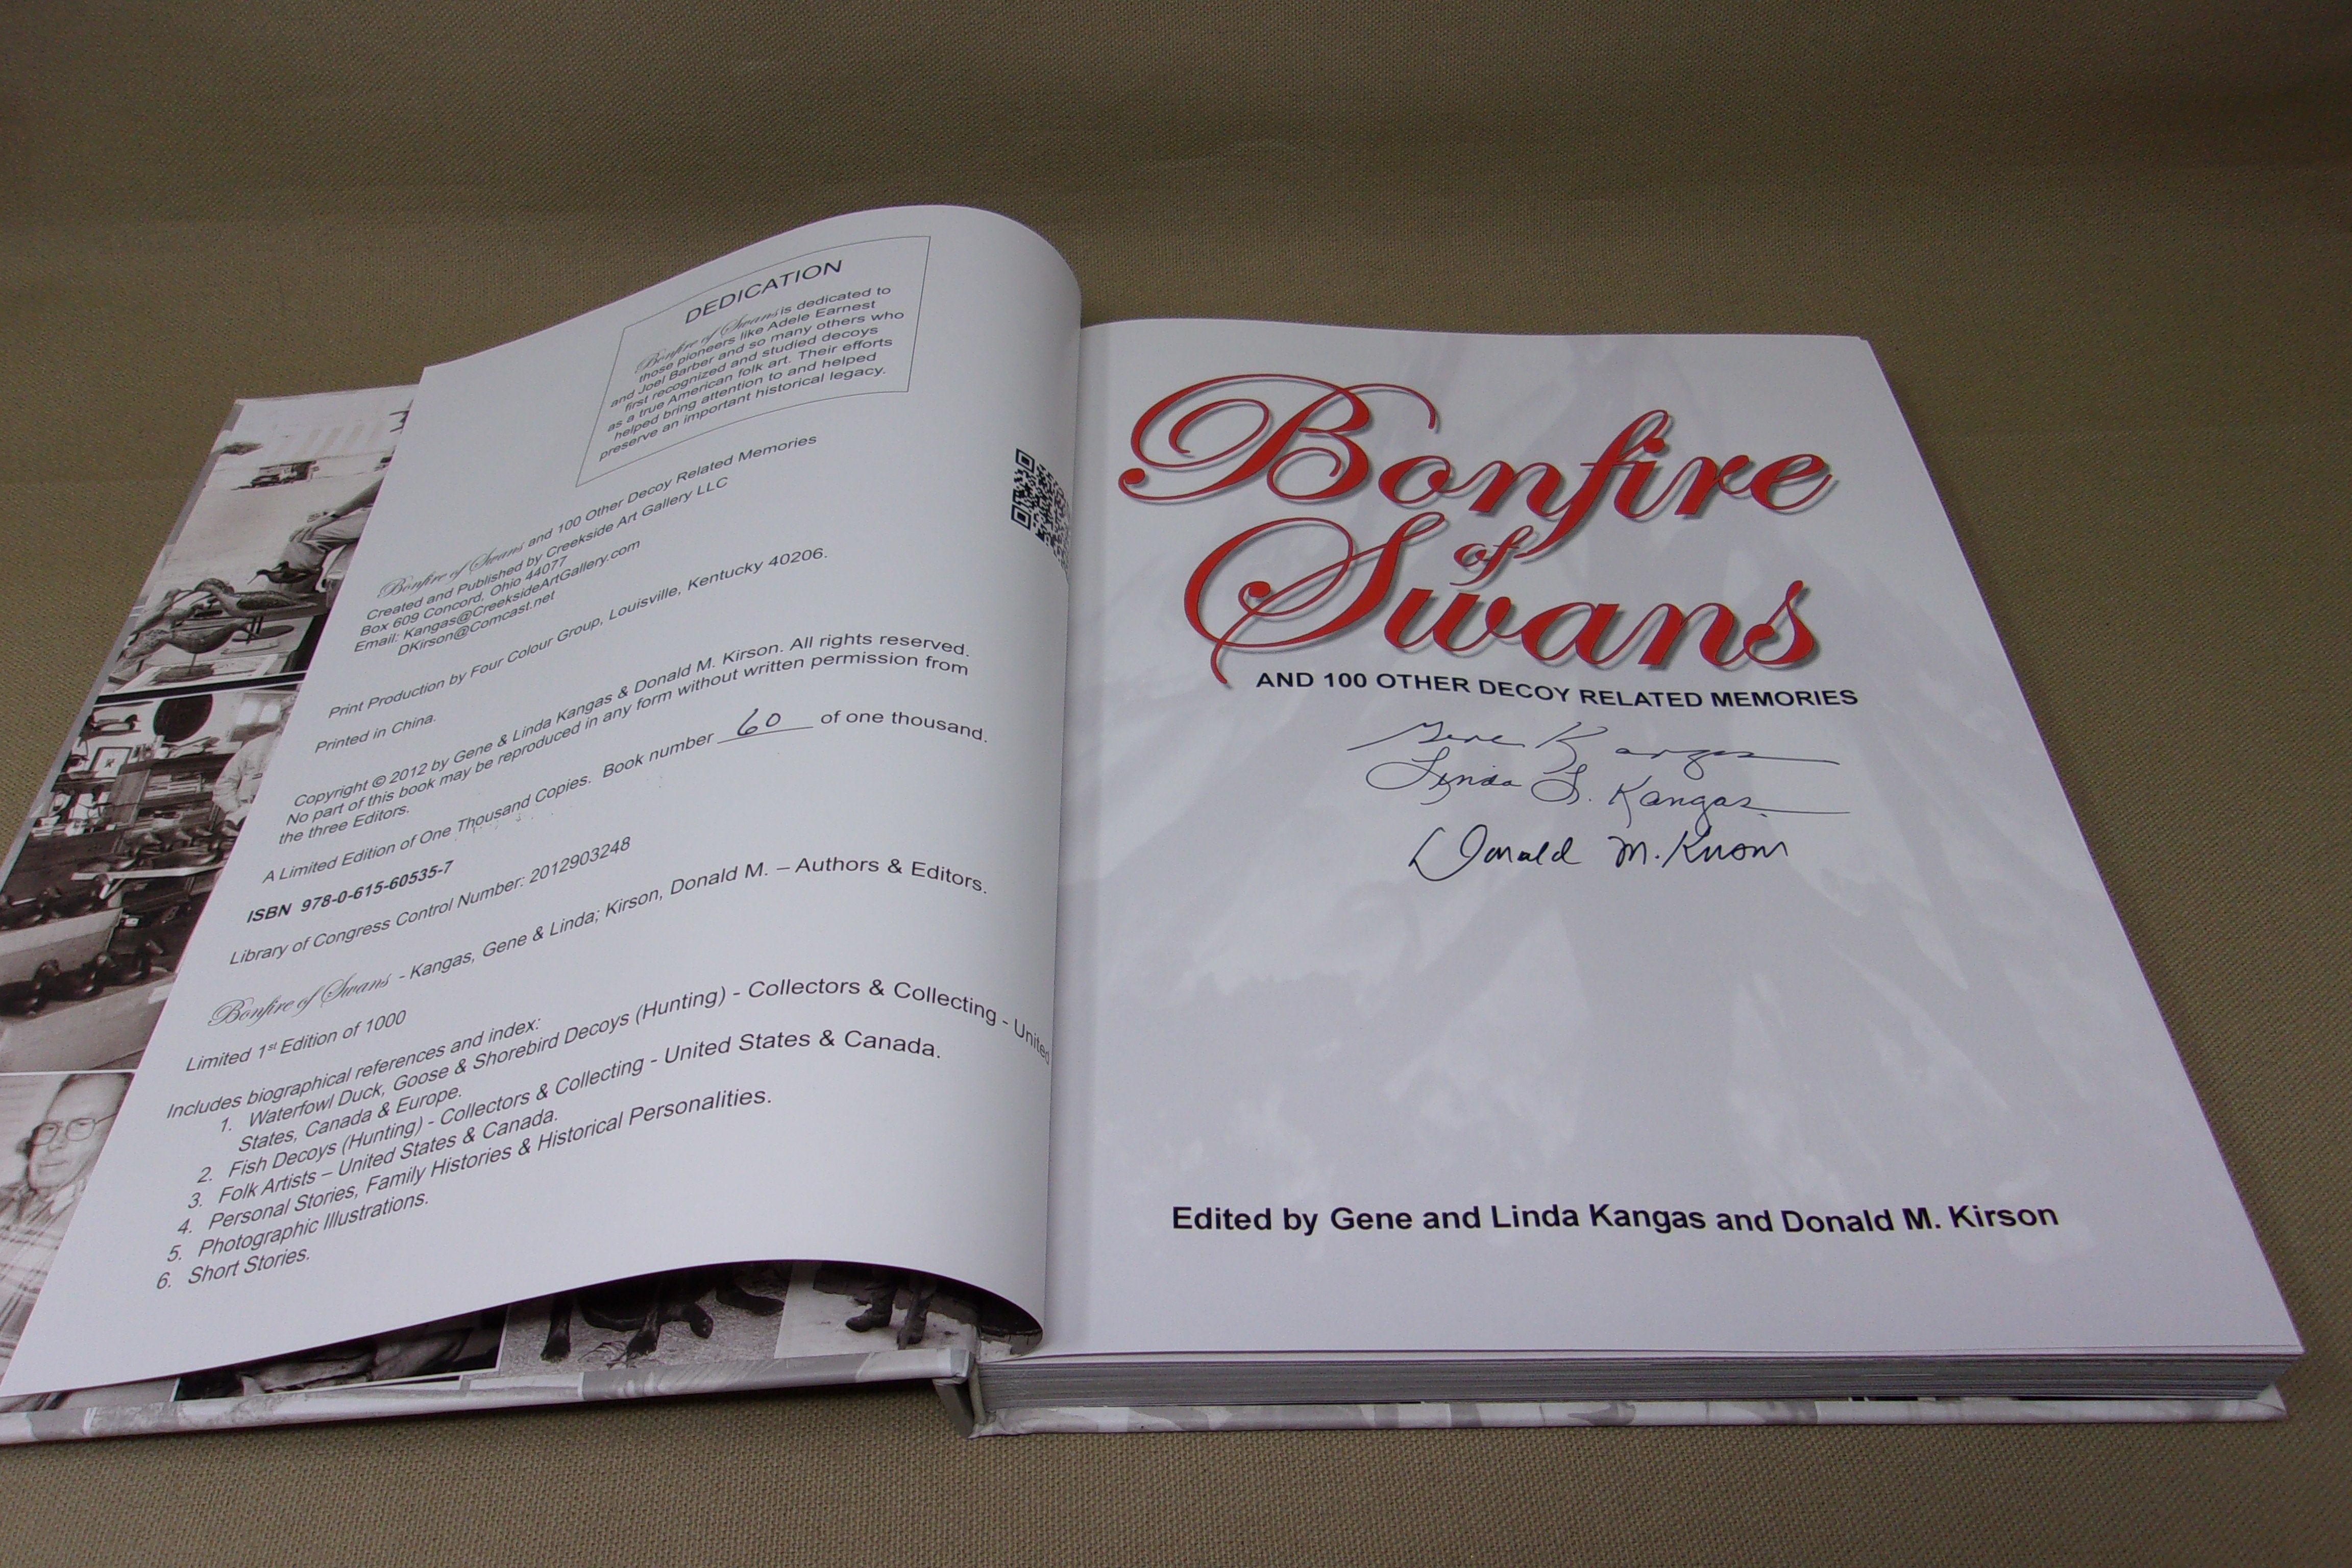 DEDICATION
Bonfire of Swans is dedicated to
those pioneers like Adele Earnest
and Joel Barber and so many others who
first recognized and studied decoys
as a true American folk art. Their efforts
helped bring attention to and helped
preserve an important historical legacy.
Bonfire of Swans and 100 Other Decoy Related Memories
Created and Published by Creekside Art Gallery LLC
Box 609 Concord, Ohio 44077
Email: Kangas@CreeksideArtGallery.com
DKirson@Comcast.net
Print Production by Four Colour Group, Louisville, Kentucky 40206.
Printed in China.
Copyright © 2012 by Gene & Linda Kangas & Donald M. Kirson. All rights reserved.
No part of this book may be reproduced in any form without written permission from
the three Editors.
A Limited Edition of One Thousand Copies. Book number 60 of one thousand.
ISBN 978-0-615-60535-7
Library of Congress Control Number: 2012903248
Bonfire of Swans - Kangas, Gene & Linda; Kirson, Donald M. – Authors & Editors.
Limited 1st Edition of 1000
Includes biographical references and index:
1. Waterfowl Duck, Goose & Shorebird Decoys (Hunting) - Collectors & Collecting - United
States, Canada & Europe.
2. Fish Decoys (Hunting) - Collectors & Collecting - United States & Canada.
3. Folk Artists – United States & Canada.
4. Personal Stories, Family Histories & Historical Personalities.
5. Photographic Illustrations.
6. Short Stories.
Bonfire
of
Swans
AND 100 OTHER DECOY RELATED MEMORIES
Gene Kangas
Linda L. Kangas
Donald M. Kirson
Edited by Gene and Linda Kangas and Donald M. Kirson